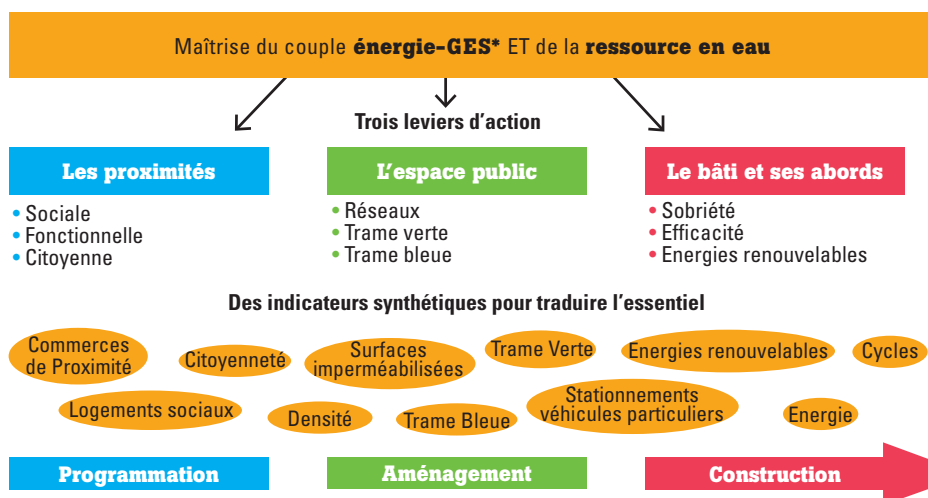 Maîtrise du couple énergie-GES* ET de la ressource en eau
Trois leviers d'action
Les proximités
• Sociale
• Fonctionnelle
• Citoyenne
L'espace public
• Réseaux
• Trame verte
• Trame bleue
Le bâti et ses abords
• Sobriété
• Efficacité
• Energies renouvelables
Des indicateurs synthétiques pour traduire l'essentiel
Commerces
de Proximité
Citoyenneté
Surfaces
imperméabilisées
Trame Verte
Energies renouvelables
Cycles
Logements sociaux
Densité
Trame Bleue
Stationnements
véhicules particuliers
Energie
Programmation
Aménagement
Construction